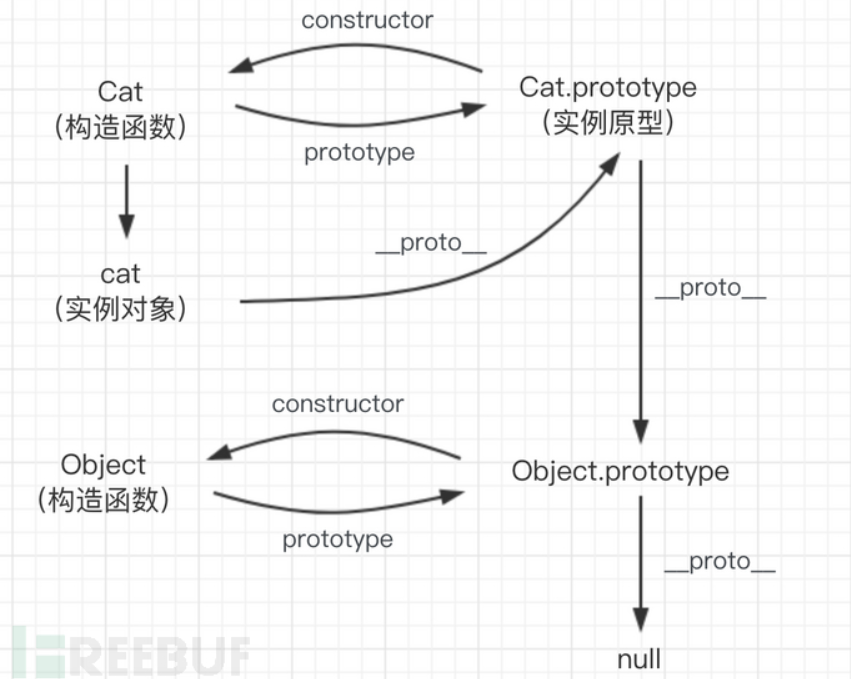 constructor
Cat
(构造函数)
Cat.prototype
(实例原型)
prototype
__proto__
cat
(实例对象)
__proto__
constructor
Object
(构造函数)
Object.prototype
prototype
__proto__
null
FREEBUF